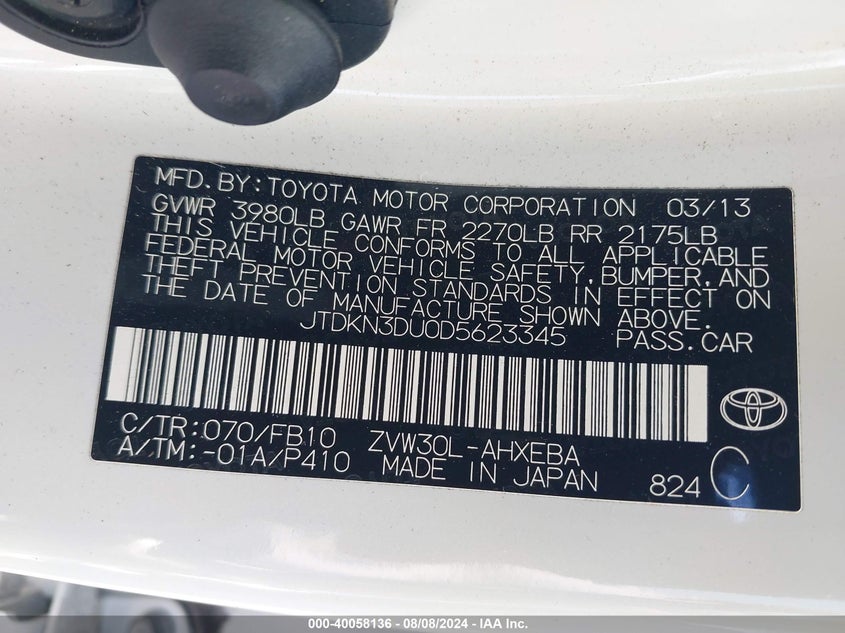 MFD. BY: TOYOTA MOTOR CORPORATION 03/13
GVWR 3980LB GAWR FR 2270LB RR 2175LB
THIS VEHICLE CONFORMS TO ALL APPLICABLE
FEDERAL MOTOR VEHICLE SAFETY, BUMPER, AND
THEFT PREVENTION STANDARDS IN EFFECT ON
THE DATE OF MANUFACTURE SHOWN ABOVE.
JTDKN3DU0D5623345 PASS.CAR
C/TR:070/FB10 ZVW30L-AHXEBA
A/TM:-01A/P410 MADE IN JAPAN 824 C
000-40058136 - 08/08/2024 - IAA Inc.